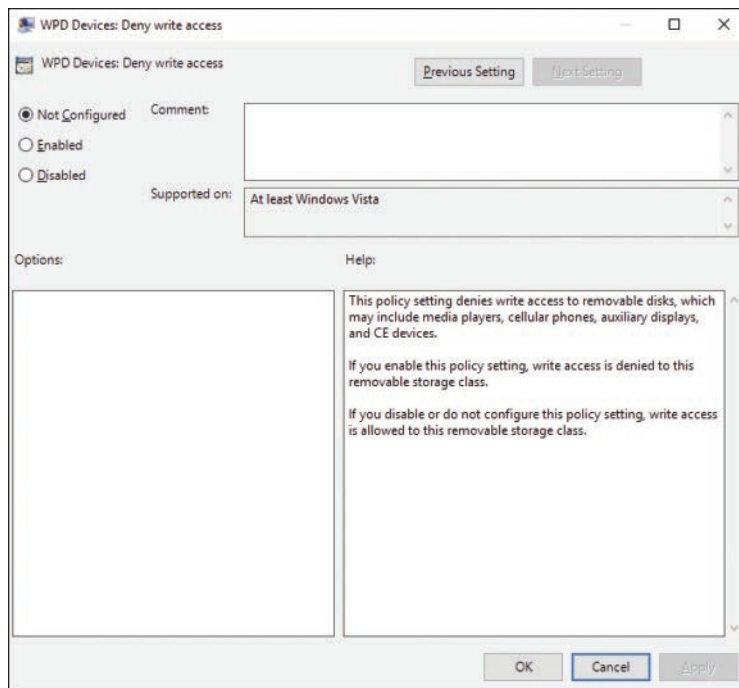 WPD Devices: Deny write access
WPD Devices: Deny write access
Previous Setting
Next Setting
Not Configured
Comment:
Enabled
Disabled
Supported on:
At least Windows Vista
Options:
Help:
This policy setting denies write access to removable disks, which
may include media players, cellular phones, auxiliary displays,
and CE devices.
If you enable this policy setting, write access is denied to this
removable storage class.
If you disable or do not configure this policy setting, write access
is allowed to this removable storage class.
OK
Cancel
Apply